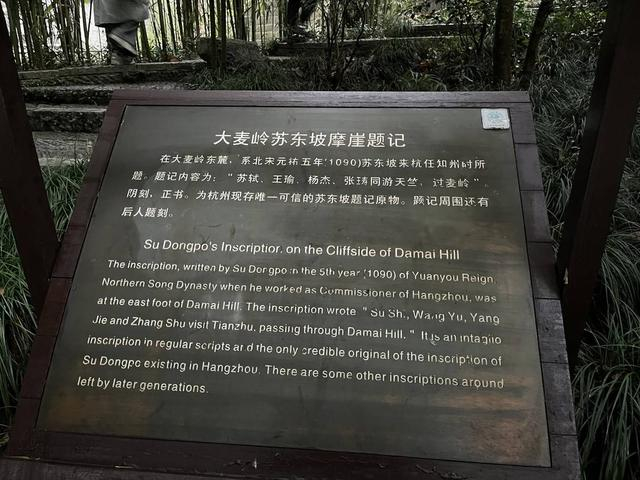 大麦岭苏东坡摩崖题记
在大麦岭东麓，系北宋元祐五年（1090）苏东坡来杭任知州时所
题。题记内容为：“苏轼、王瑜、杨杰、张璹同游天竺，过麦岭”。
阴刻，正书。为杭州现存唯一可信的苏东坡题记原物。题记周围还有
后人题刻。
Su Dongpo's Inscription on the Cliffside of Damai Hill
The inscription, written by Su Dongpo in the 5th year (1090) of Yuanyou Reign,
Northern Song Dynasty when he worked as Commissioner of Hangzhou, was
at the east foot of Damai Hill. The inscription wrote " Su Shi, Wang Yu, Yang
Jie and Zhang Shu visit Tianzhu, passing through Damai Hill. " It is an intaglio
inscription in regular scripts and the only credible original of the inscription of
Su Dongpo existing in Hangzhou. There are some other inscriptions around
left by later generations.